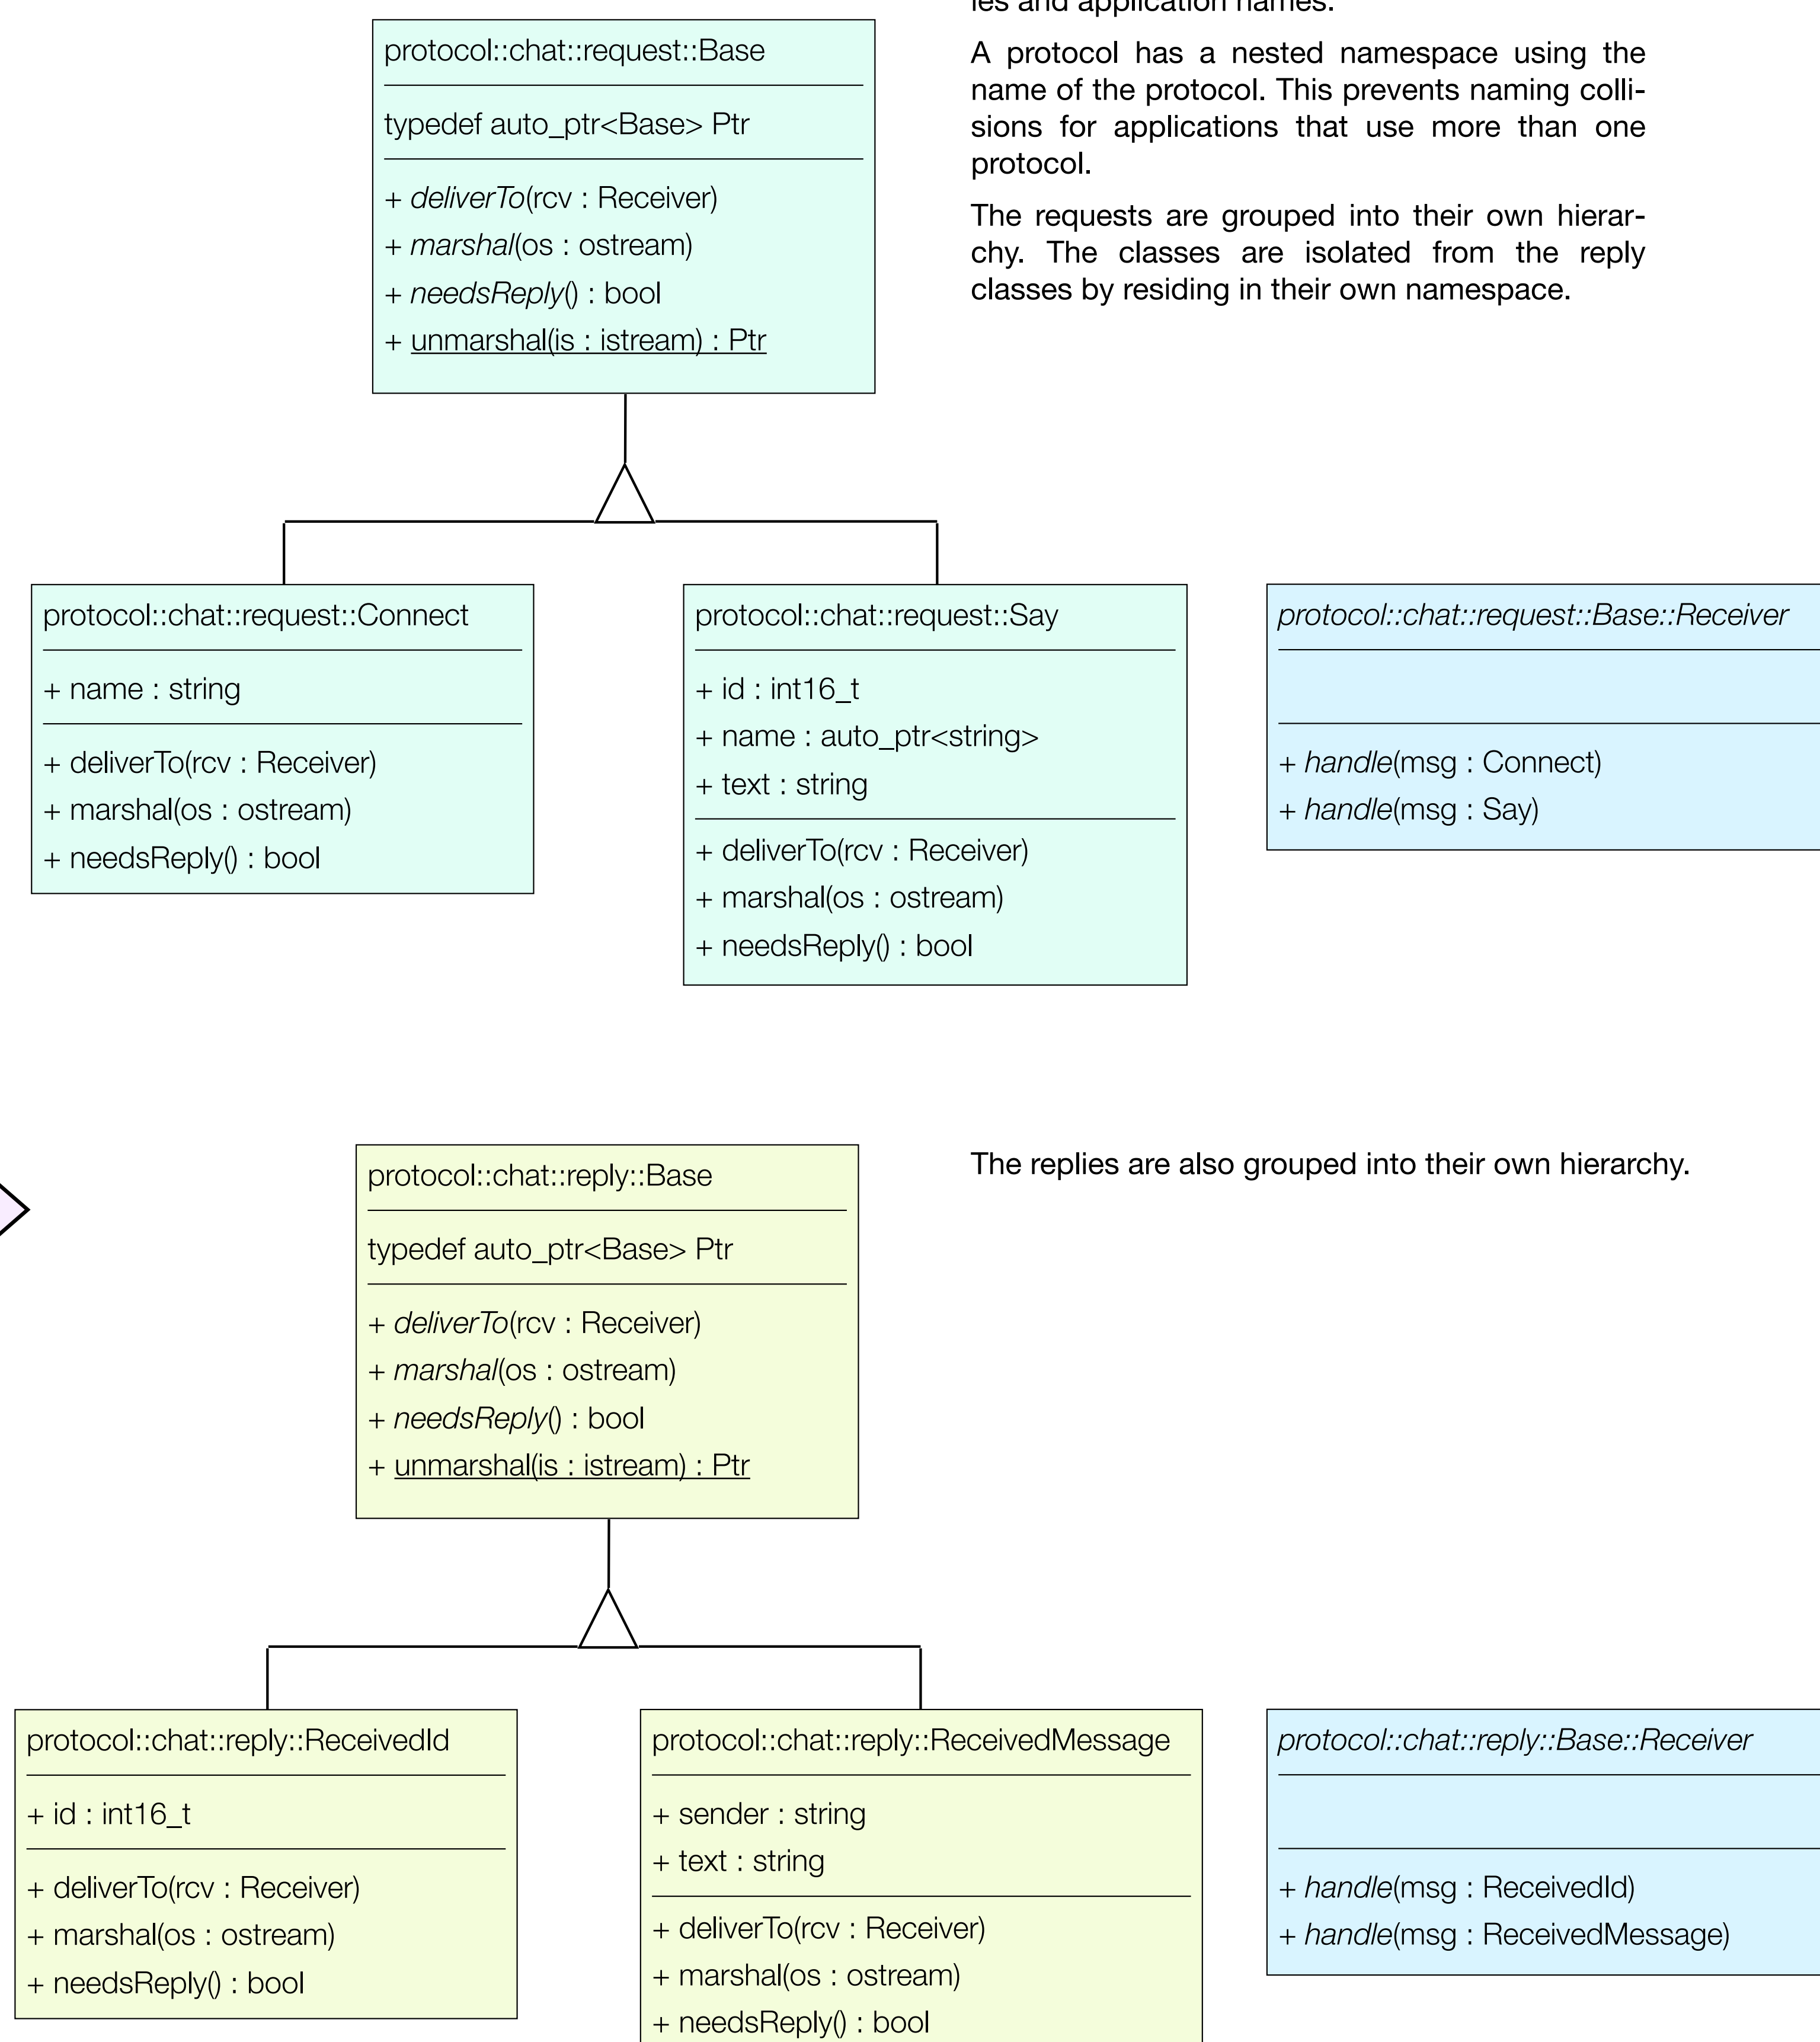 les and application names.
protocol::chat::request::Base
typedef auto_ptr<Base> Ptr
+ deliverTo(rcv : Receiver)
+ marshal(os : ostream)
+ needsReply() : bool
+ unmarshal(is : istream) : Ptr
A protocol has a nested namespace using the
name of the protocol. This prevents naming colli-
sions for applications that use more than one
protocol.
The requests are grouped into their own hierar-
chy. The classes are isolated from the reply
classes by residing in their own namespace.
protocol::chat::request::Connect
+ name : string
+ deliverTo(rcv : Receiver)
+ marshal(os : ostream)
+ needsReply() : bool
protocol::chat::request::Say
+ id : int16_t
+ name : auto_ptr<string>
+ text : string
+ deliverTo(rcv : Receiver)
+ marshal(os : ostream)
+ needsReply() : bool
protocol::chat::request::Base::Receiver
+ handle(msg : Connect)
+ handle(msg : Say)
protocol::chat::reply::Base
typedef auto_ptr<Base> Ptr
+ deliverTo(rcv : Receiver)
+ marshal(os : ostream)
+ needsReply() : bool
+ unmarshal(is : istream) : Ptr
The replies are also grouped into their own hierarchy.
protocol::chat::reply::ReceivedId
+ id : int16_t
+ deliverTo(rcv : Receiver)
+ marshal(os : ostream)
+ needsReply() : bool
protocol::chat::reply::ReceivedMessage
+ sender : string
+ text : string
+ deliverTo(rcv : Receiver)
+ marshal(os : ostream)
+ needsReply() : bool
protocol::chat::reply::Base::Receiver
+ handle(msg : ReceivedId)
+ handle(msg : ReceivedMessage)